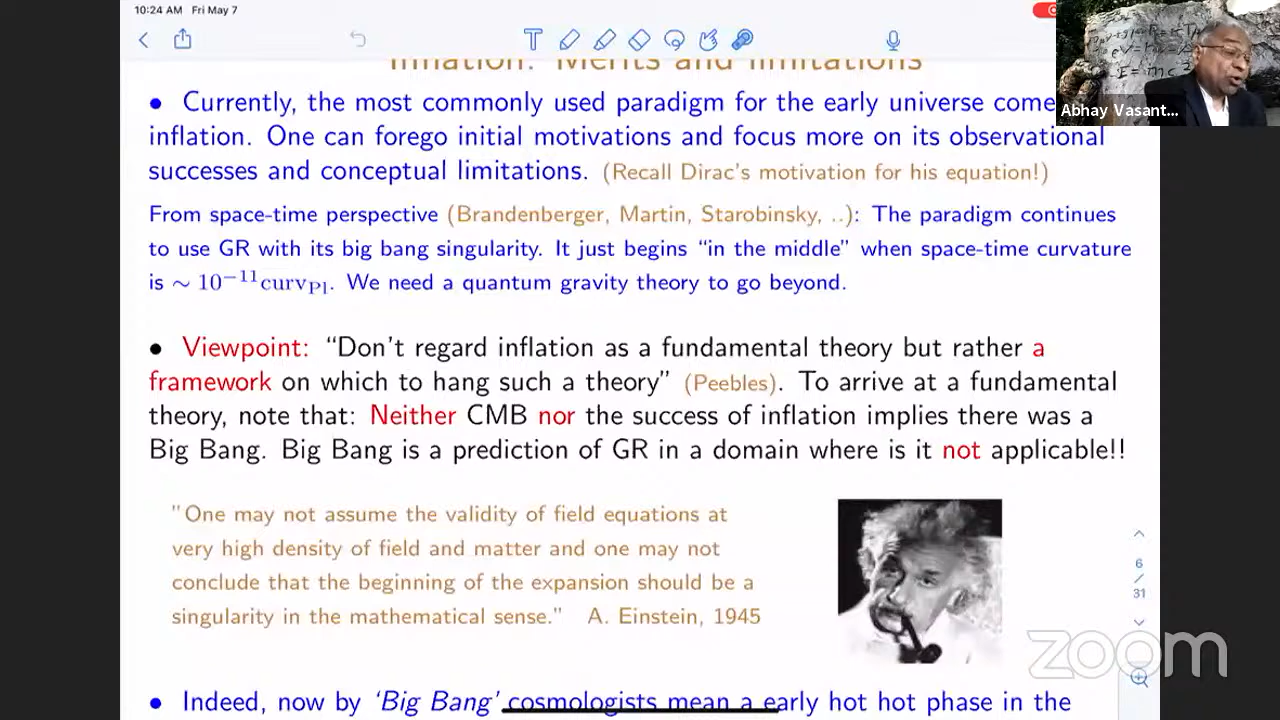 10:24 AM Fri May 7
Inflation: Merits and limitations
• Currently, the most commonly used paradigm for the early universe come
inflation. One can forego initial motivations and focus more on its observational
successes and conceptual limitations. (Recall Dirac's motivation for his equation!)
From space-time perspective (Brandenberger, Martin, Starobinsky, ..): The paradigm continues
to use GR with its big bang singularity. It just begins "in the middle" when space-time curvature
is ∼ 10⁻¹¹curv_Pl. We need a quantum gravity theory to go beyond.
• Viewpoint: "Don't regard inflation as a fundamental theory but rather a
framework on which to hang such a theory" (Peebles). To arrive at a fundamental
theory, note that: Neither CMB nor the success of inflation implies there was a
Big Bang. Big Bang is a prediction of GR in a domain where is it not applicable!!
"One may not assume the validity of field equations at
very high density of field and matter and one may not
conclude that the beginning of the expansion should be a
singularity in the mathematical sense." A. Einstein, 1945
• Indeed, now by 'Big Bang' cosmologists mean a early hot hot phase in the
Abhay Vasant...
6
/
31
zoom